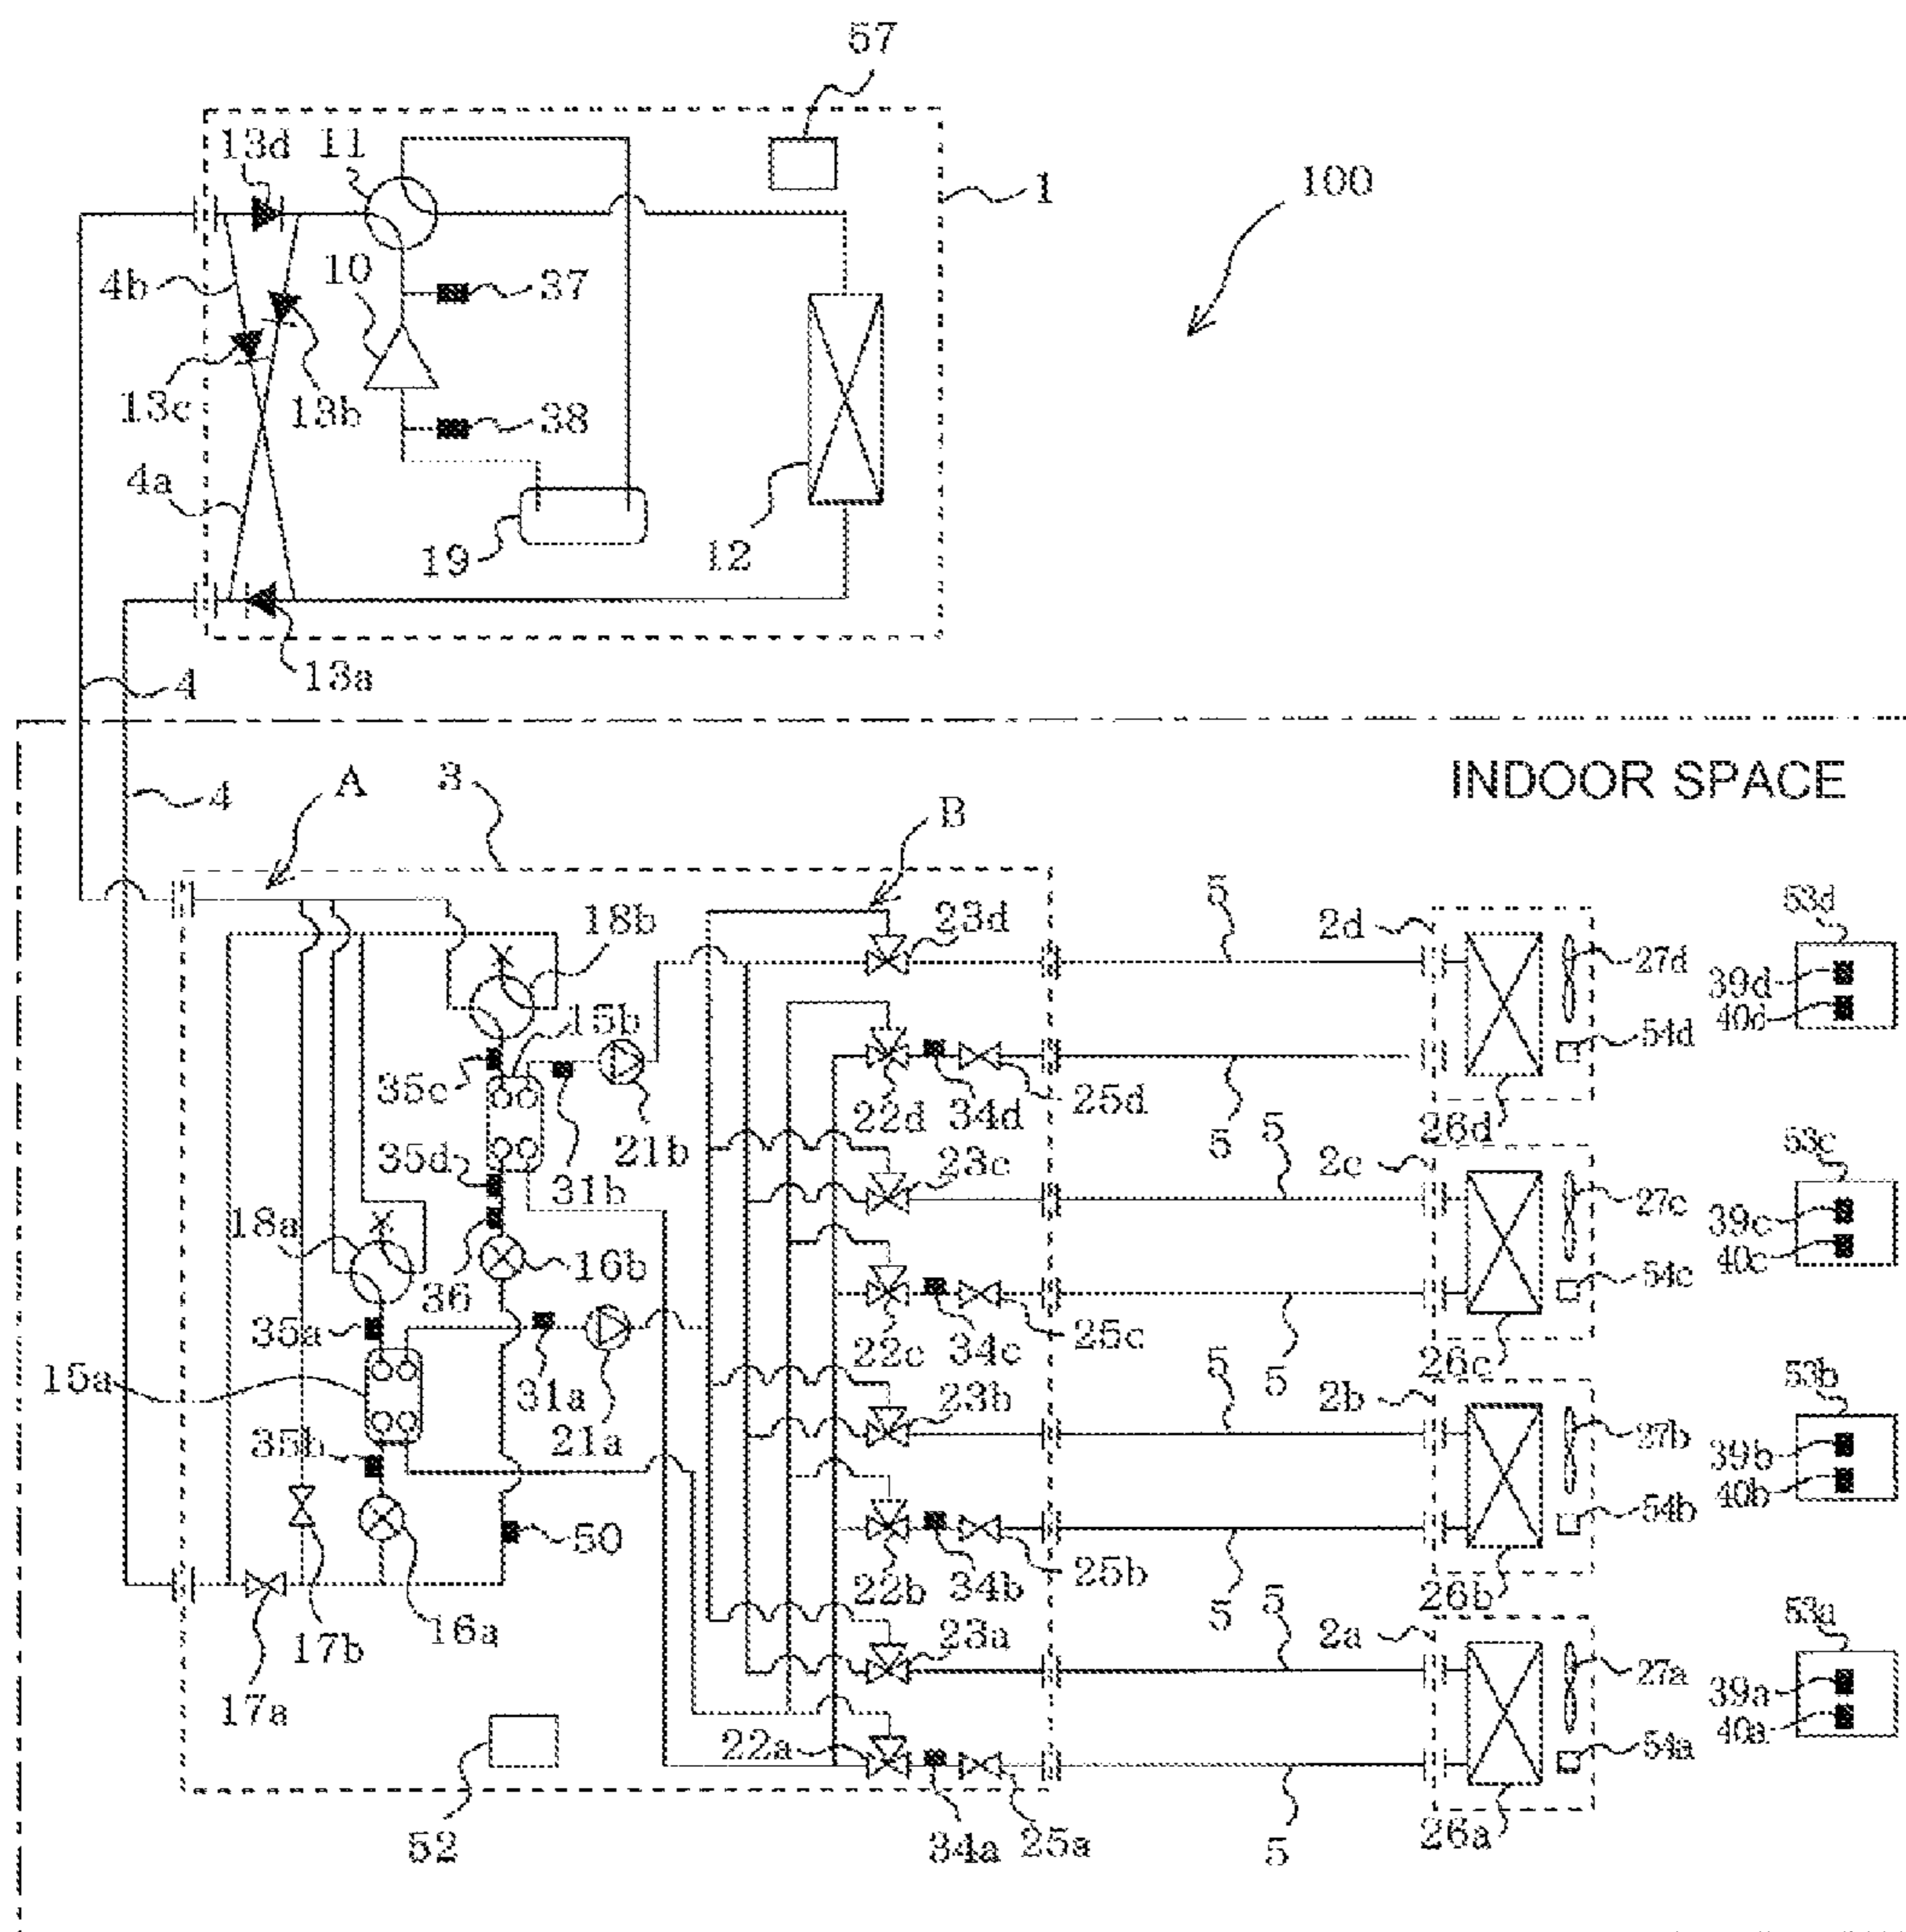 57
13d 11
1
100
4b 10 37
13c 13b 38
4a
19 12
13a
4
INDOOR SPACE
4 A 3 B
5
18b 23d 2d 27d 53d
39d
15b 40d
54d
35c 22d 34d 25d 26d
5 5
35d 31b 21b 23c 2c 27c 53c
18a 39c
36 16b 40c
54c
35a 22c 34c 25c 26c
15a 31a 5 5
23b 2b 27b 53b
35b 21a 39b
40b
50 54b
22b 34b 25b 26b
16a 5 5
17b 23a 2a 27a 53a
17a 39a
40a
22a 54a
52 34a 25a 5 26a